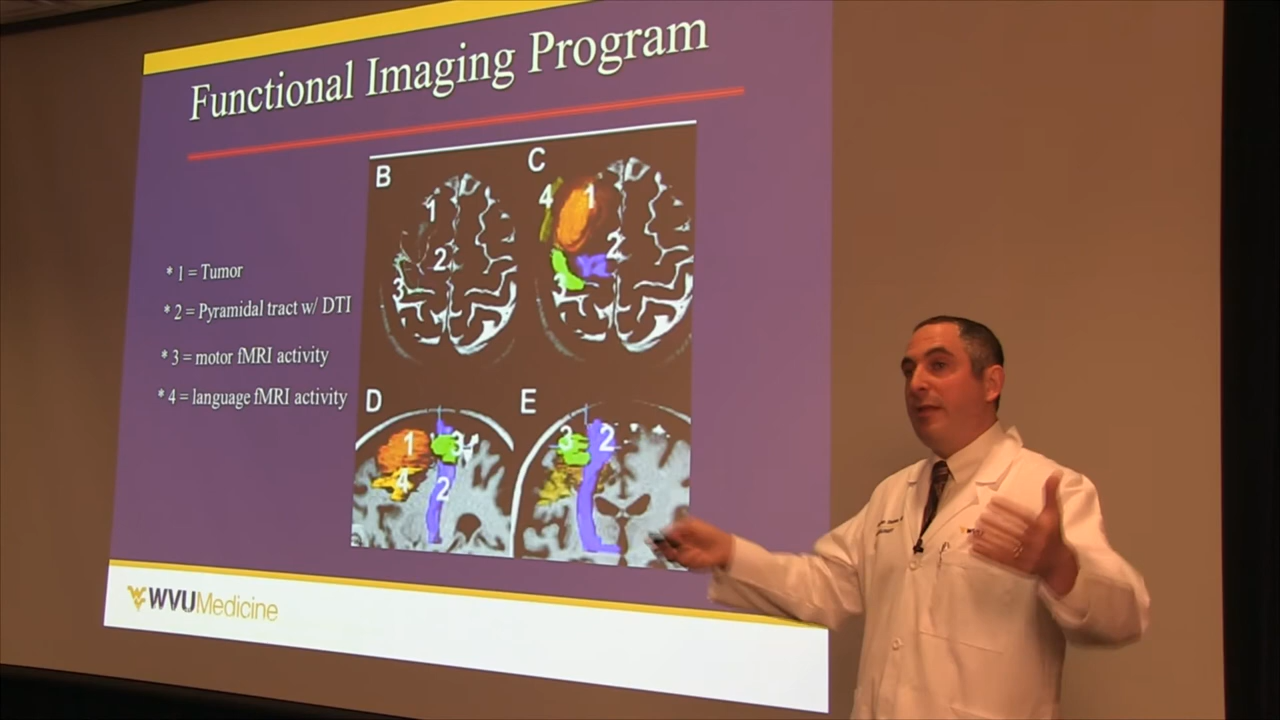 Functional Imaging Program
B
C
1
2
3
4
1
2
3
* 1 = Tumor
* 2 = Pyramidal tract w/ DTI
* 3 = motor fMRI activity
* 4 = language fMRI activity
D
E
1
3
4
2
3
2
WVUMedicine
WVU